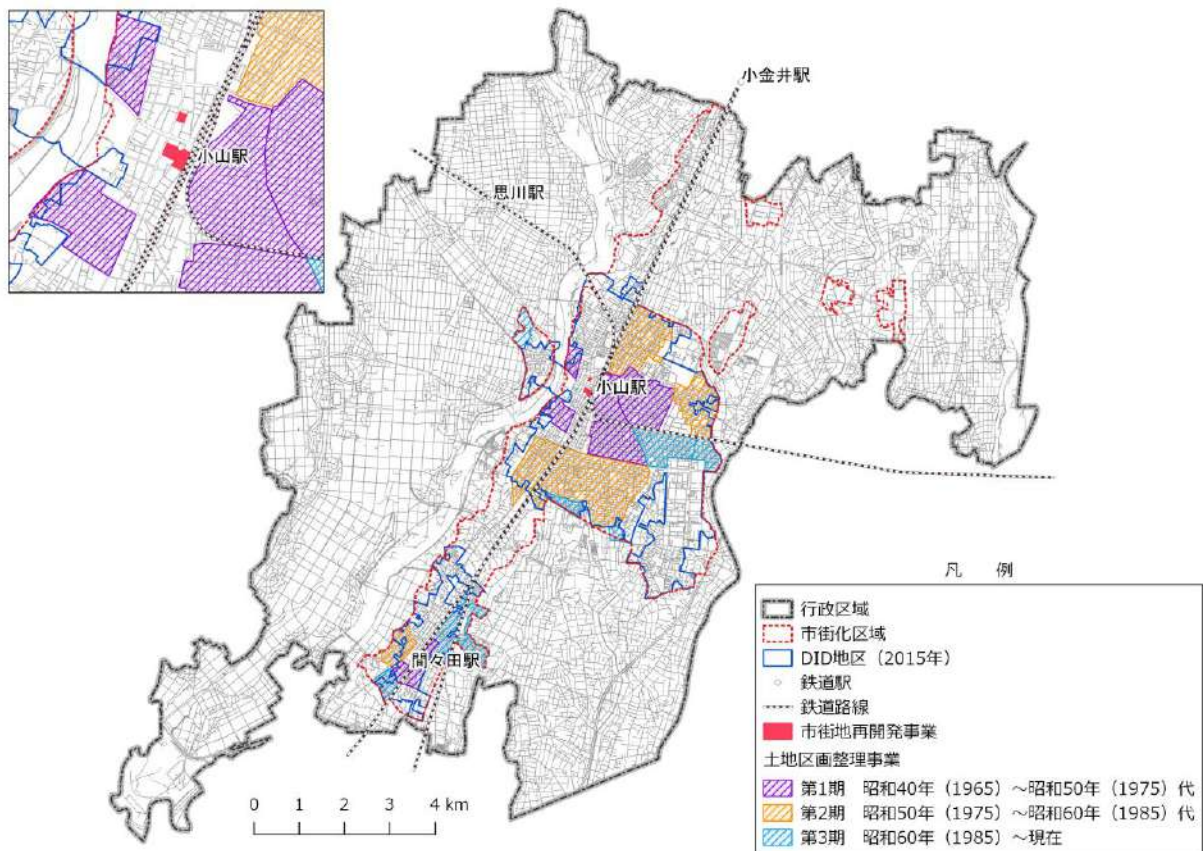 小山駅
小金井駅
思川駅
小山駅
間々田駅
0 1 2 3 4 km
凡 例
行政区域
市街化区域
DID地区（2015年）
鉄道駅
鉄道路線
市街地再開発事業
土地区画整理事業
第1期 昭和40年（1965）～昭和50年（1975）代
第2期 昭和50年（1975）～昭和60年（1985）代
第3期 昭和60年（1985）～現在